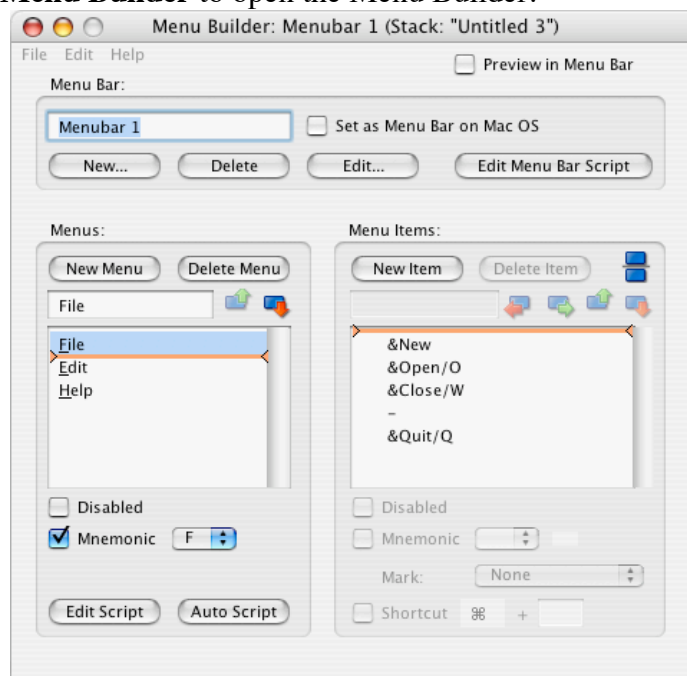 Menu Builder to open the Menu Builder.
Menu Builder: Menubar 1 (Stack: "Untitled 3")
File Edit Help
Preview in Menu Bar
Menu Bar:
Menubar 1
Set as Menu Bar on Mac OS
New... Delete Edit... Edit Menu Bar Script
Menus: Menu Items:
New Menu Delete Menu New Item Delete Item
File
File &New
Edit &Open/O
Help &Close/W
-
&Quit/Q
Disabled Disabled
Mnemonic F Mnemonic
Mark: None
Edit Script Auto Script Shortcut ⌘ +